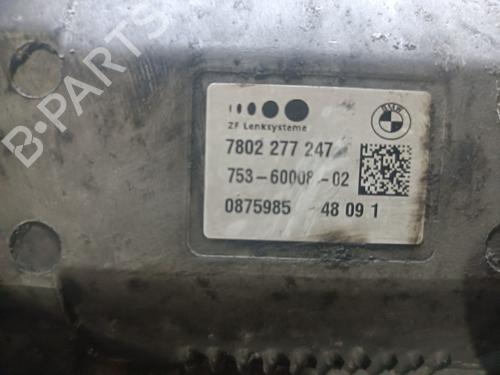 B-PARTS
BMW
ZF Lenksysteme
7802 277 247
753-60008-02
0875985 48 09 1